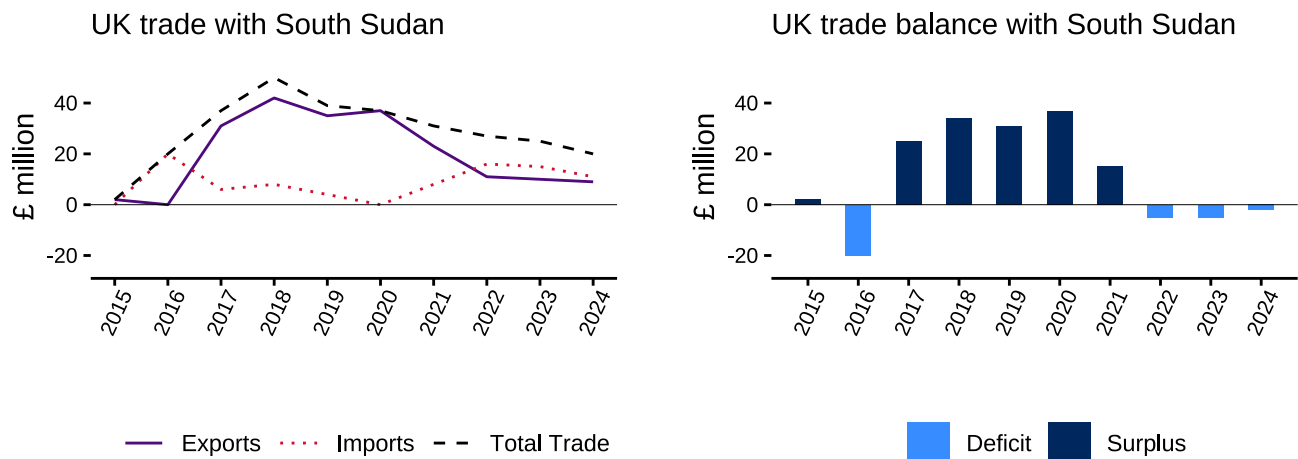 UK trade with South Sudan
£ million
40
20
0
-20
2015 2016 2017 2018 2019 2020 2021 2022 2023 2024
Exports Imports Total Trade
UK trade balance with South Sudan
£ million
40
20
0
-20
2015 2016 2017 2018 2019 2020 2021 2022 2023 2024
Deficit Surplus